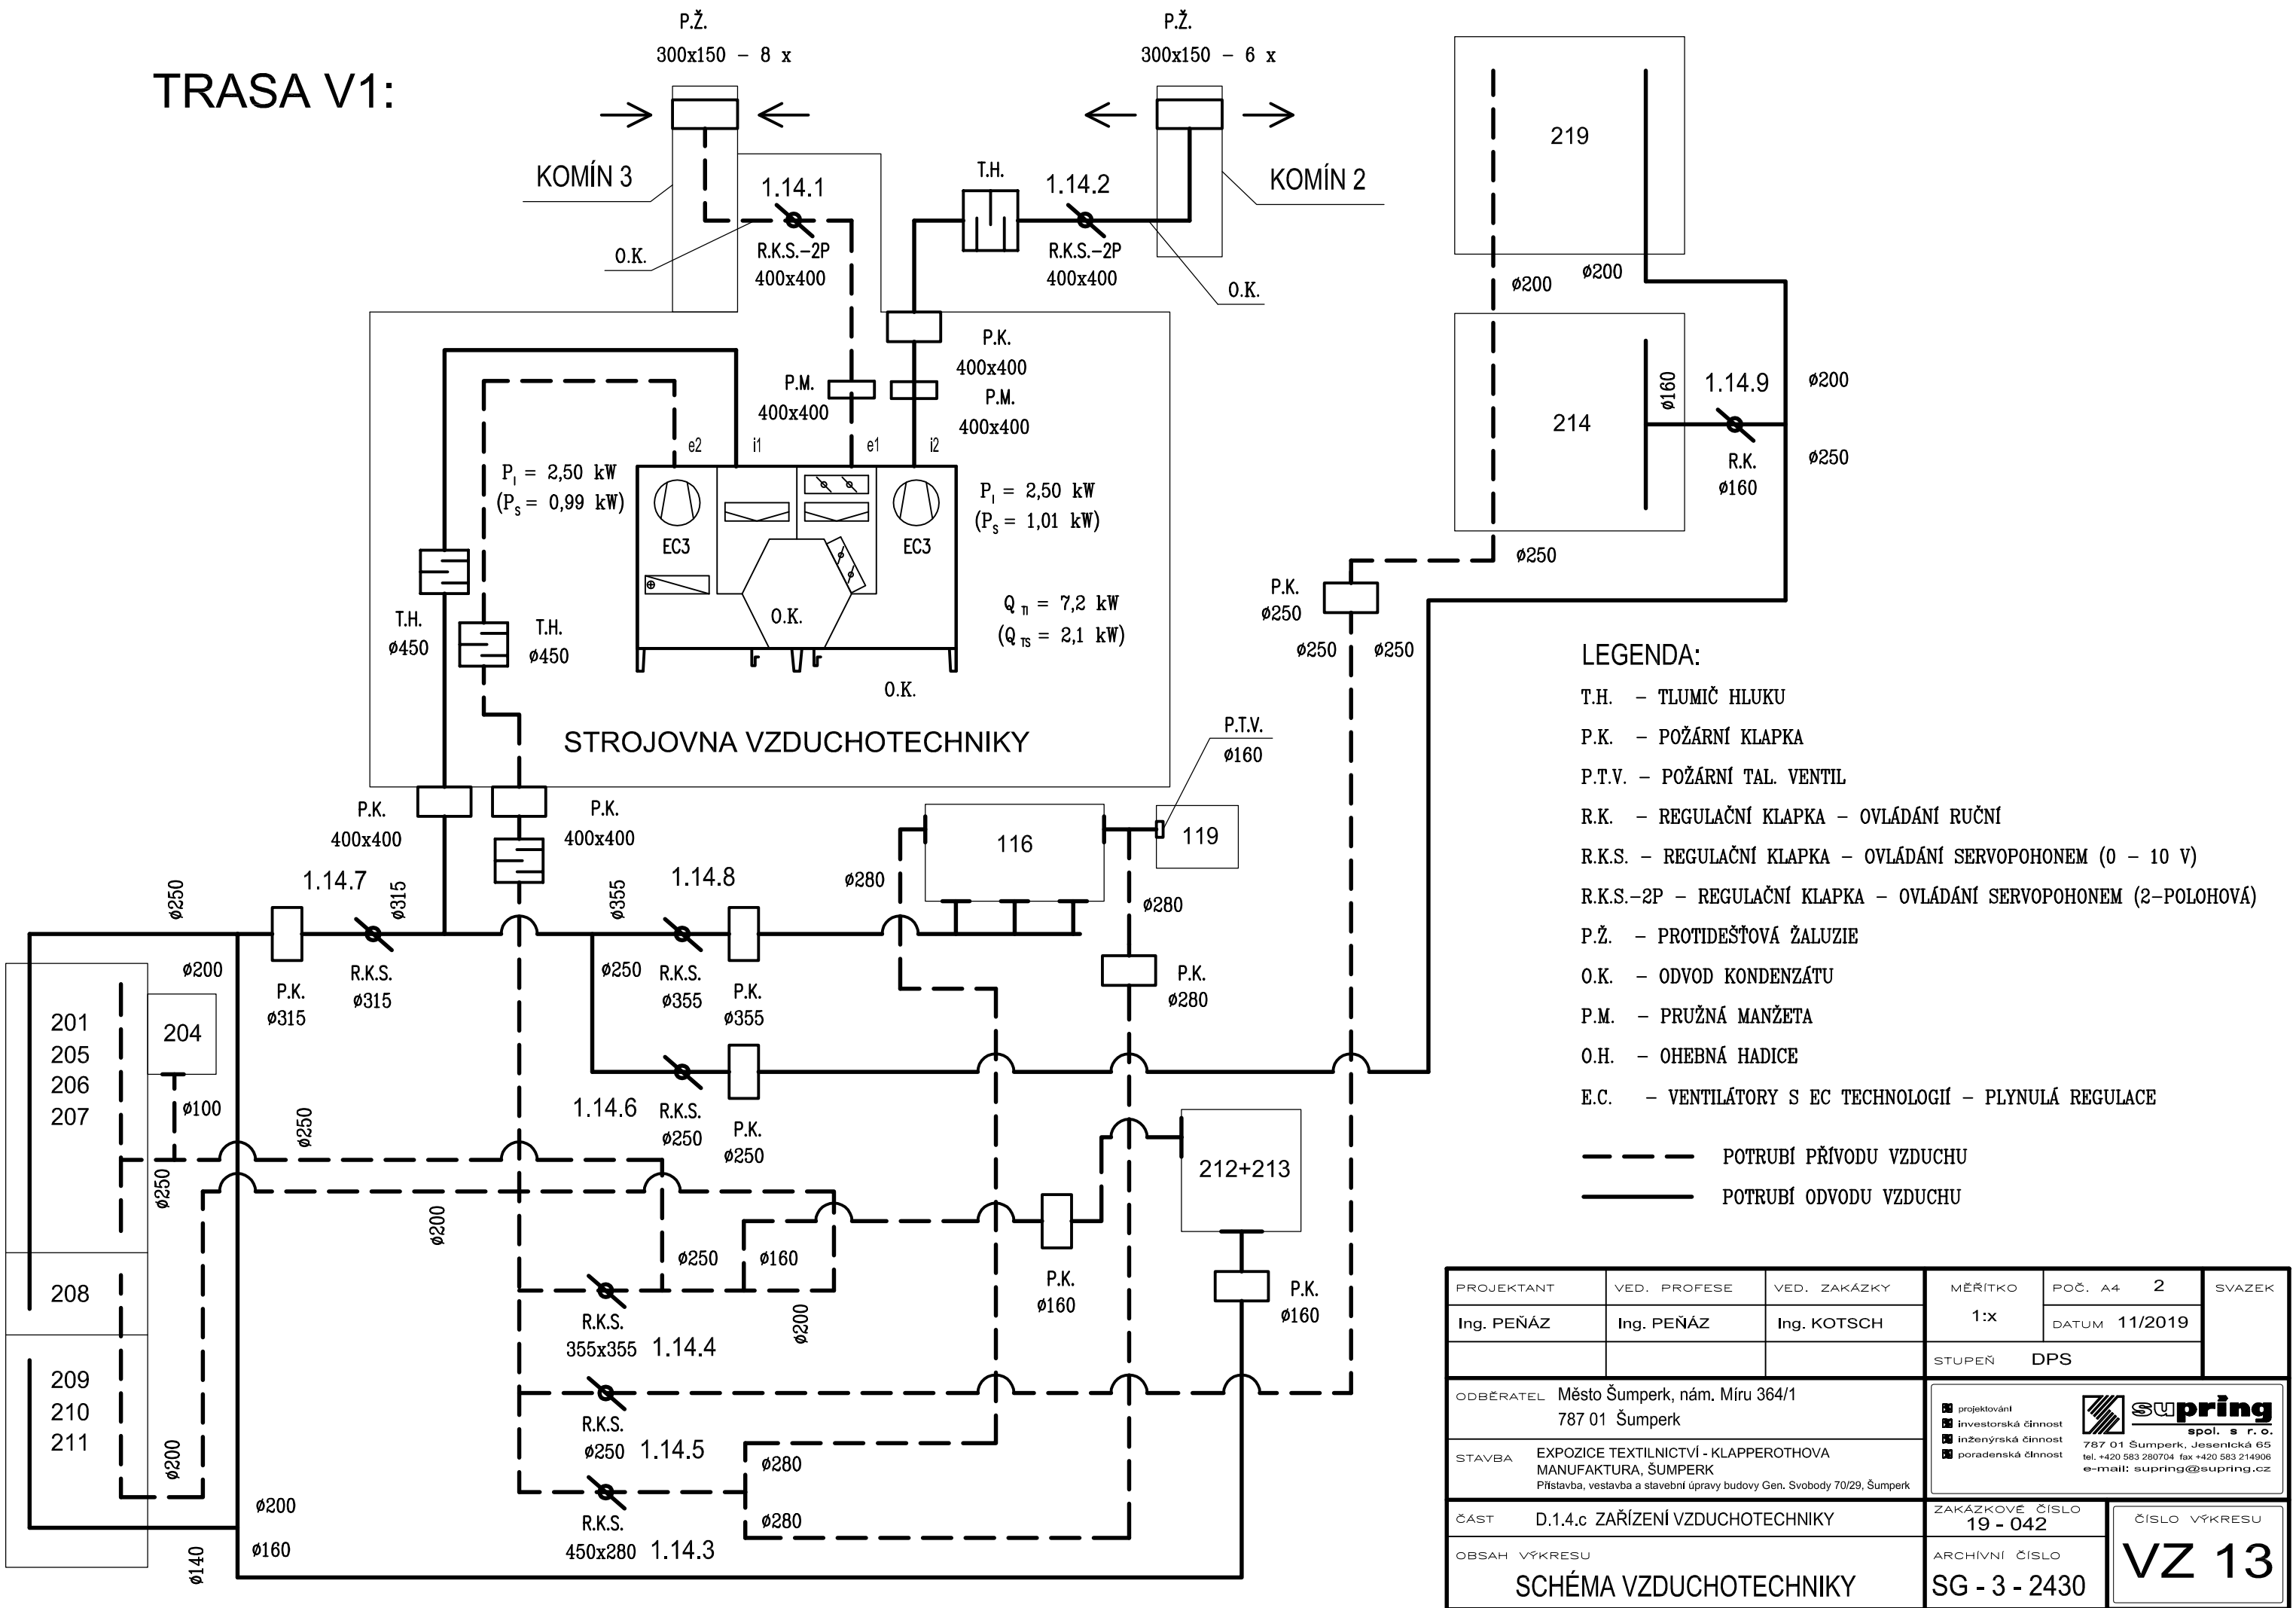 TRASA V1:
P.Ž.
300x150 – 8 x
P.Ž.
300x150 – 6 x
KOMÍN 3
1.14.1
R.K.S.–2P
400x400
O.K.
T.H.
1.14.2
R.K.S.–2P
400x400
KOMÍN 2
O.K.
P.K.
400x400
P.M.
400x400
P.M.
400x400
e2
i1
e1
i2
P_I = 2,50 kW
(P_S = 0,99 kW)
P_I = 2,50 kW
(P_S = 1,01 kW)
EC3
EC3
O.K.
Q_TI = 7,2 kW
(Q_TS = 2,1 kW)
O.K.
T.H.
ø450
T.H.
ø450
STROJOVNA VZDUCHOTECHNIKY
P.K.
400x400
P.K.
400x400
219
ø200
ø200
214
ø160
1.14.9
R.K.
ø160
ø200
ø250
ø250
P.K.
ø250
ø250
ø250
P.T.V.
ø160
116
119
ø280
ø280
P.K.
ø280
ø250
1.14.7
ø315
R.K.S.
ø315
P.K.
ø315
ø200
ø355
1.14.8
R.K.S.
ø355
P.K.
ø355
ø250
1.14.6
R.K.S.
ø250
P.K.
ø250
201
205
206
207
204
ø100
ø250
ø250
208
209
210
211
ø200
ø200
ø160
ø140
ø200
ø250
ø160
ø200
R.K.S.
355x355
1.14.4
R.K.S.
ø250
1.14.5
R.K.S.
450x280
1.14.3
ø280
ø280
212+213
P.K.
ø160
P.K.
ø160
LEGENDA:
T.H. – TLUMIČ HLUKU
P.K. – POŽÁRNÍ KLAPKA
P.T.V. – POŽÁRNÍ TAL. VENTIL
R.K. – REGULAČNÍ KLAPKA – OVLÁDÁNÍ RUČNÍ
R.K.S. – REGULAČNÍ KLAPKA – OVLÁDÁNÍ SERVOPOHONEM (0 – 10 V)
R.K.S.–2P – REGULAČNÍ KLAPKA – OVLÁDÁNÍ SERVOPOHONEM (2–POLOHOVÁ)
P.Ž. – PROTIDEŠŤOVÁ ŽALUZIE
O.K. – ODVOD KONDENZÁTU
P.M. – PRUŽNÁ MANŽETA
O.H. – OHEBNÁ HADICE
E.C. – VENTILÁTORY S EC TECHNOLOGIÍ – PLYNULÁ REGULACE
POTRUBÍ PŘÍVODU VZDUCHU
POTRUBÍ ODVODU VZDUCHU
PROJEKTANT
VED. PROFESE
VED. ZAKÁZKY
MĚŘÍTKO
POČ. A4 2
SVAZEK
Ing. PEŇÁZ
Ing. PEŇÁZ
Ing. KOTSCH
1:x
DATUM 11/2019
STUPEŇ DPS
ODBĚRATEL Město Šumperk, nám. Míru 364/1
787 01 Šumperk
STAVBA EXPOZICE TEXTILNICTVÍ - KLAPPEROTHOVA
MANUFAKTURA, ŠUMPERK
Přístavba, vestavba a stavební úpravy budovy Gen. Svobody 70/29, Šumperk
projektování
investorská činnost
inženýrská činnost
poradenská činnost
supring
spol. s r.o.
787 01 Šumperk, Jesenická 65
tel. +420 583 280704 fax +420 583 214906
e-mail: supring@supring.cz
ČÁST D.1.4.c ZAŘÍZENÍ VZDUCHOTECHNIKY
ZAKÁZKOVÉ ČÍSLO
19 - 042
ČÍSLO VÝKRESU
VZ 13
OBSAH VÝKRESU
SCHÉMA VZDUCHOTECHNIKY
ARCHIVNÍ ČÍSLO
SG - 3 - 2430